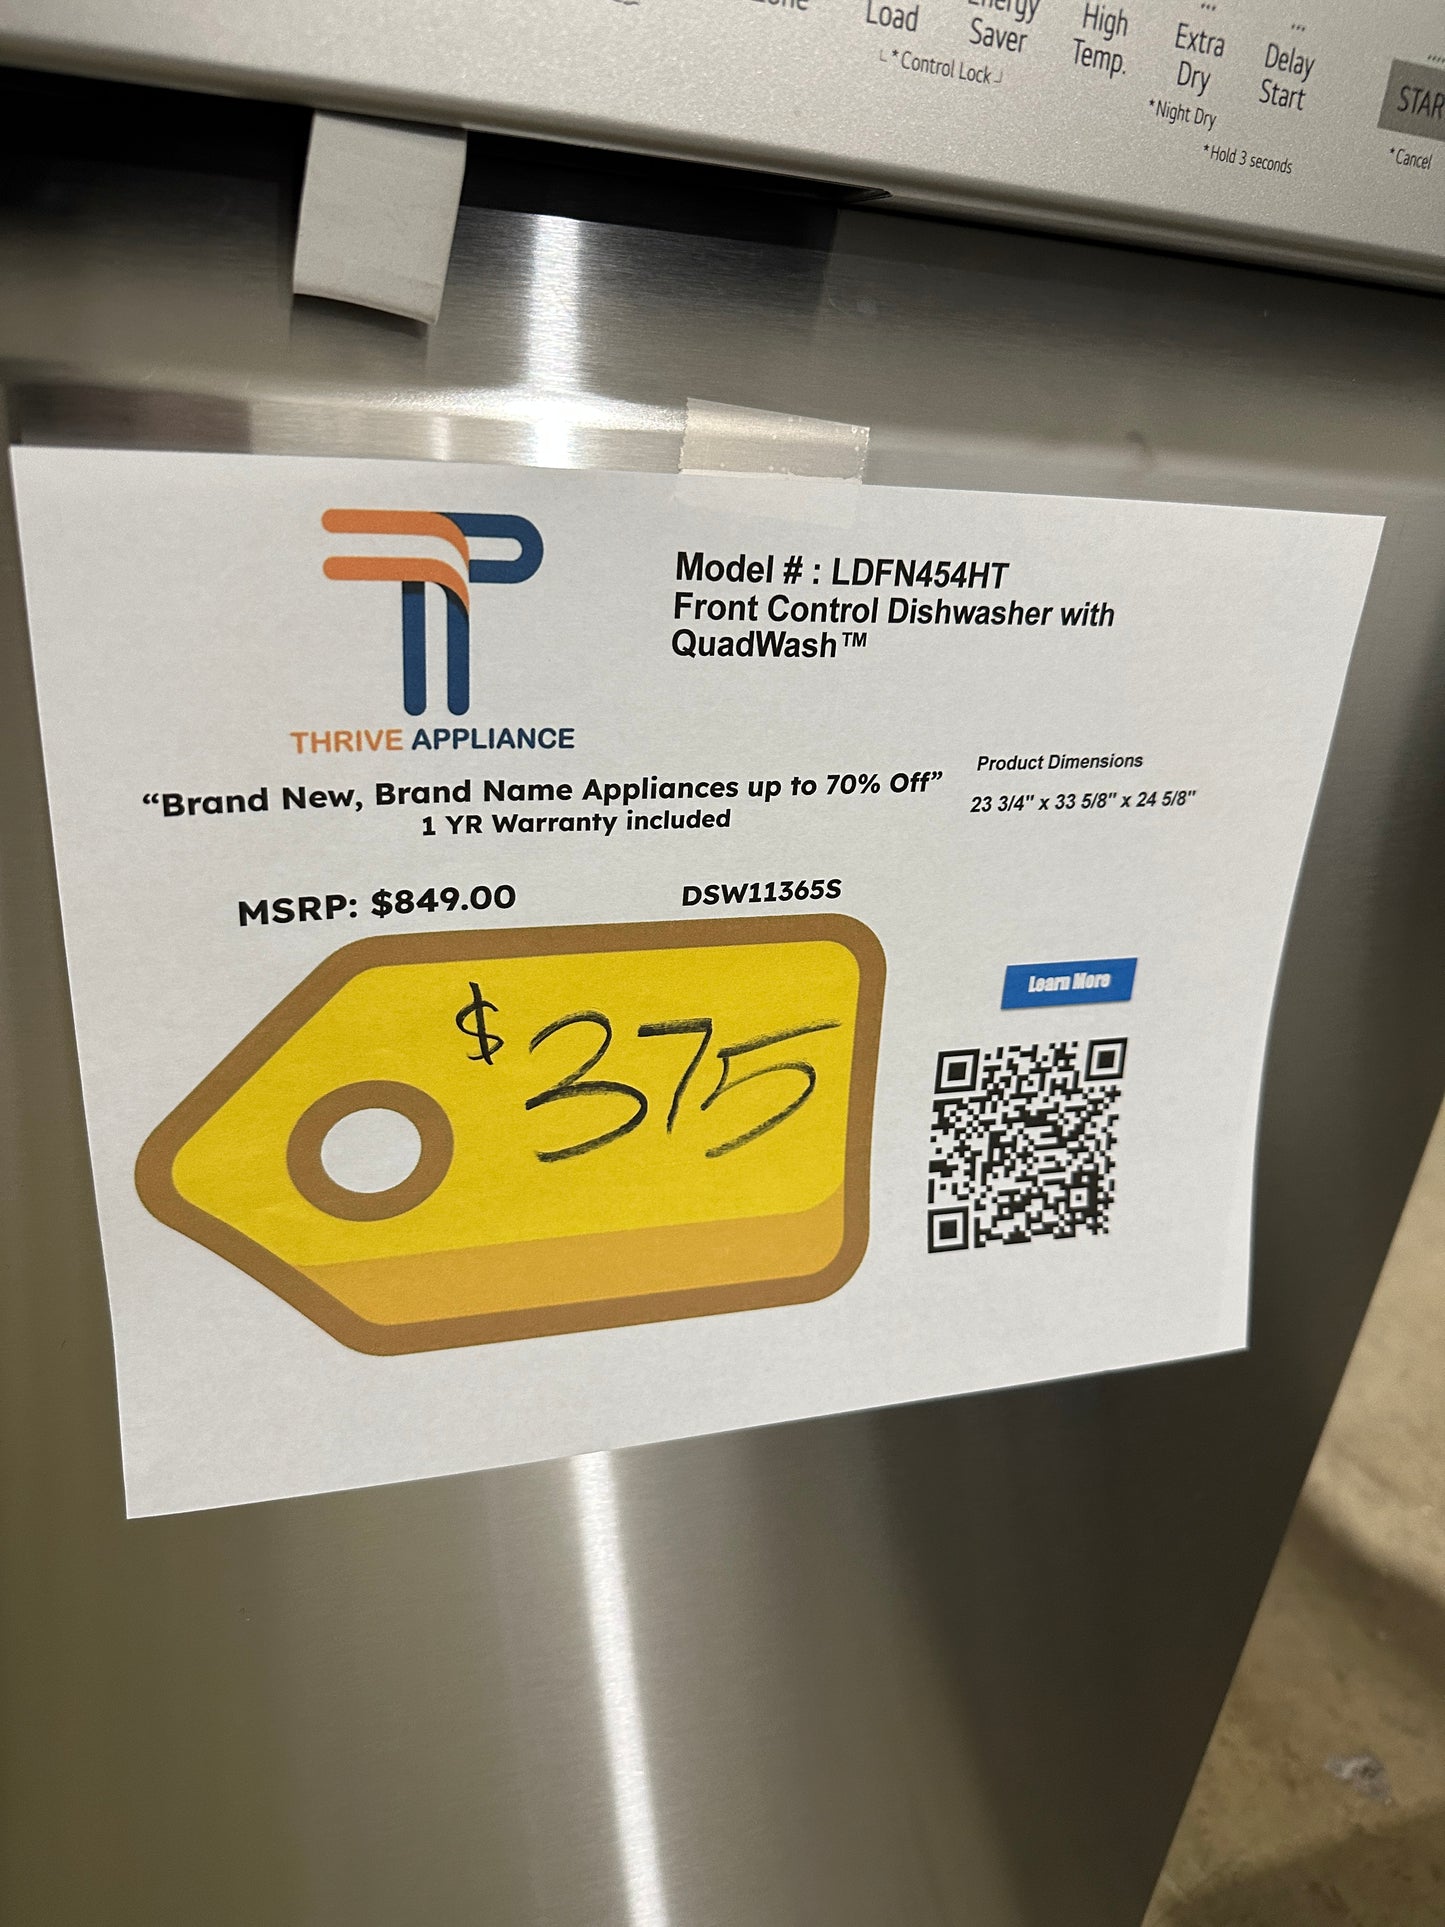 Load
Saver
*Control Lock
High
Temp.
Extra
Dry
*Night Dry
*Hold 3 seconds
Delay
Start
*Cancel
Model # : LDFN454HT
Front Control Dishwasher with
QuadWash™
THRIVE APPLIANCE
“Brand New, Brand Name Appliances up to 70% Off”
1 YR Warranty included
Product Dimensions
23 3/4" x 33 5/8" x 24 5/8"
MSRP: $849.00
DSW11365S
$375
Learn More